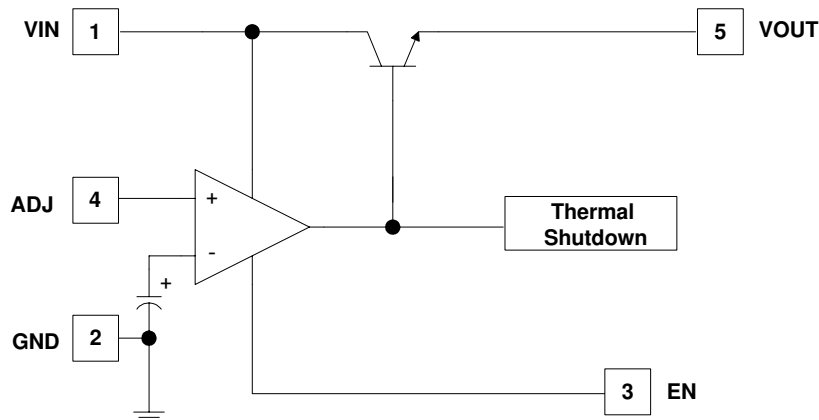 VIN 1
5 VOUT
ADJ 4
+
-
+
Thermal
Shutdown
GND 2
3 EN